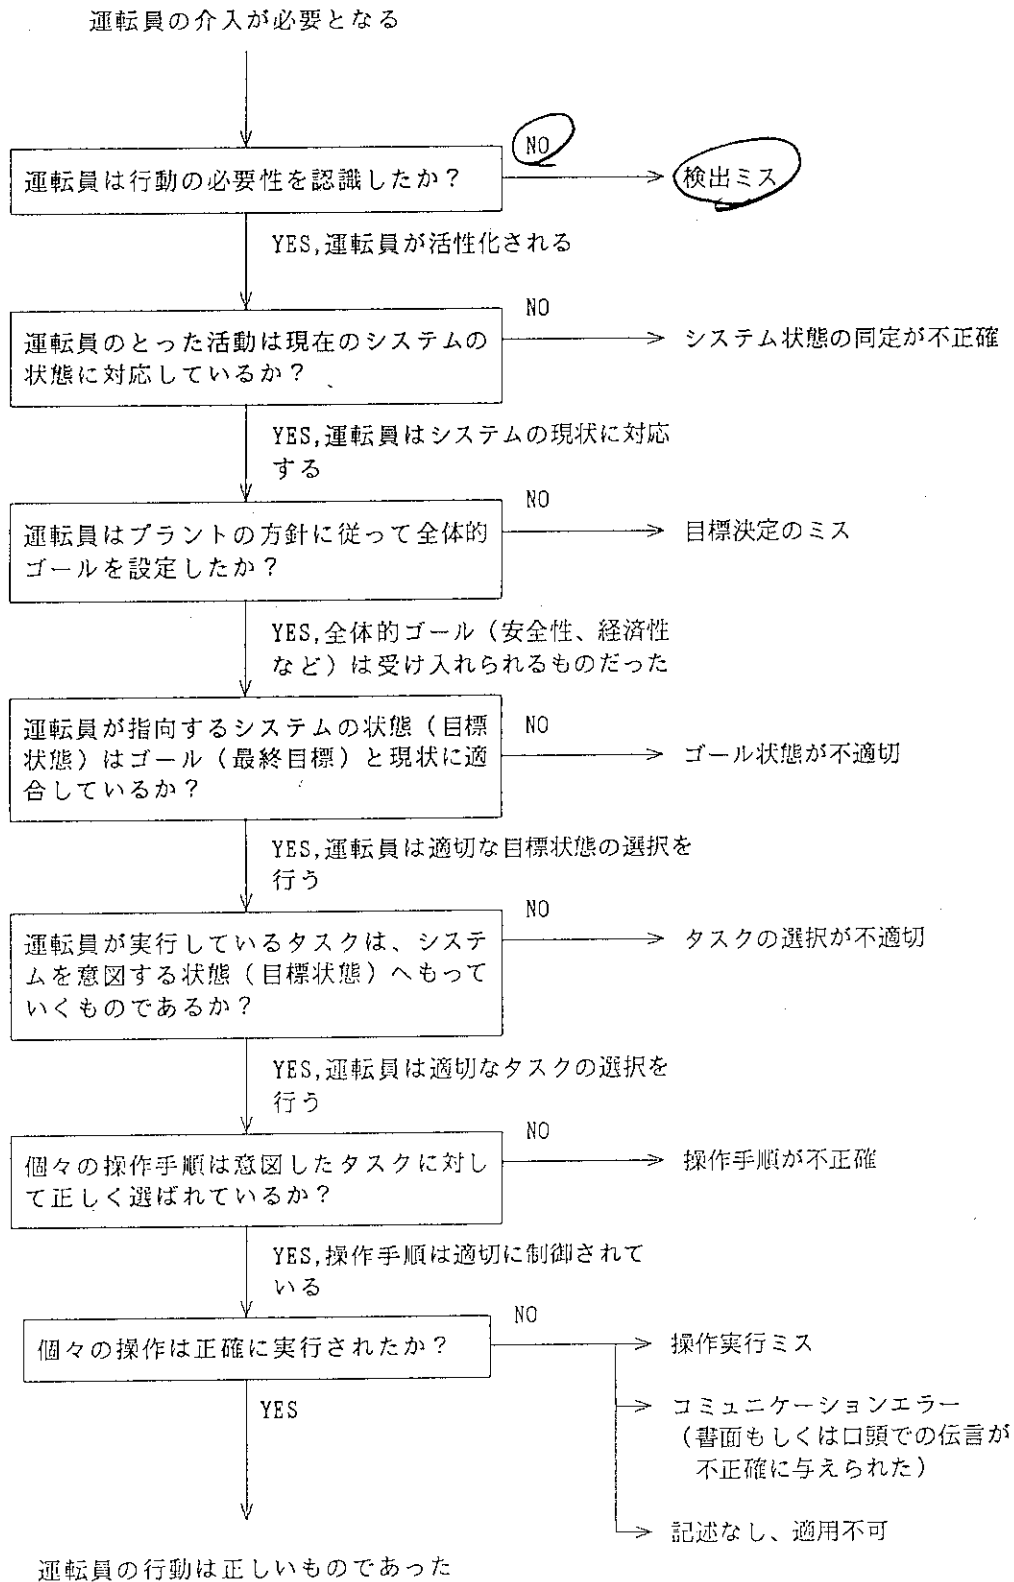 運転員の介入が必要となる
NO
運転員は行動の必要性を認識したか？
検出ミス
YES,運転員が活性化される
NO
運転員のとった活動は現在のシステムの
状態に対応しているか？
システム状態の同定が不正確
YES,運転員はシステムの現状に対応
する
NO
運転員はプラントの方針に従って全体的
ゴールを設定したか？
目標決定のミス
YES,全体的ゴール（安全性、経済性
など）は受け入れられるものだった
運転員が指向するシステムの状態（目標
状態）はゴール（最終目標）と現状に適
合しているか？
NO
ゴール状態が不適切
YES,運転員は適切な目標状態の選択を
行う
NO
運転員が実行しているタスクは、システ
ムを意図する状態（目標状態）へもって
いくものであるか？
タスクの選択が不適切
YES,運転員は適切なタスクの選択を
行う
NO
個々の操作手順は意図したタスクに対し
て正しく選ばれているか？
操作手順が不正確
YES,操作手順は適切に制御されて
いる
NO
個々の操作は正確に実行されたか？
操作実行ミス
YES
コミュニケーションエラー
（書面もしくは口頭での伝言が
不正確に与えられた）
記述なし、適用不可
運転員の行動は正しいものであった